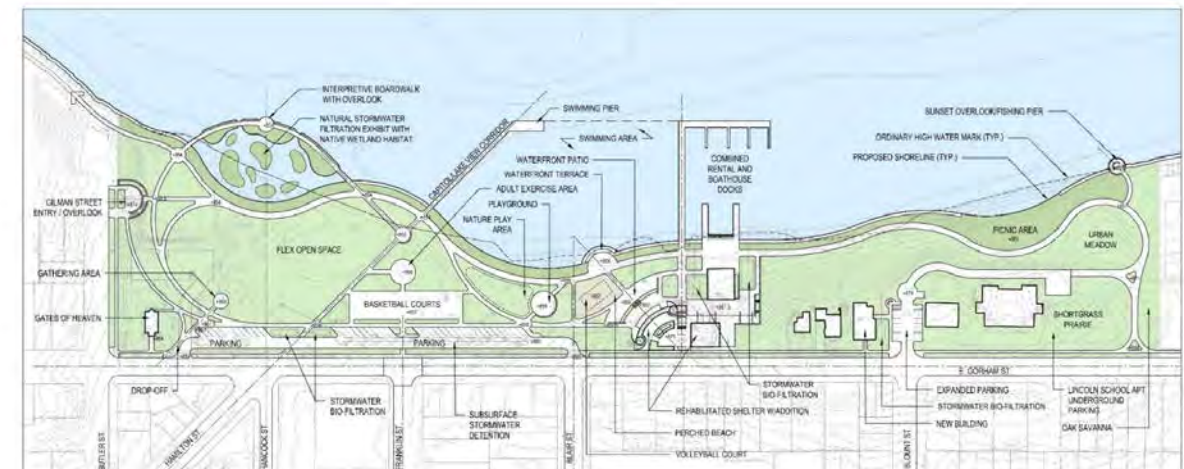 INTERPRETIVE BOARDWALK
WITH OVERLOOK
NATURAL STORMWATER
FILTRATION EXHIBIT WITH
NATIVE WETLAND HABITAT
CAPITOL/LAKE VIEW CORRIDOR
SWIMMING PIER
SWIMMING AREA
WATERFRONT PATIO
WATERFRONT TERRACE
ADULT EXERCISE AREA
PLAYGROUND
NATURE PLAY
AREA
COMBINED
RENTAL AND
BOATHOUSE
DOCKS
SUNSET OVERLOOK/FISHING PIER
ORDINARY HIGH WATER MARK (TYP.)
PROPOSED SHORELINE (TYP.)
GILMAN STREET
ENTRY / OVERLOOK
FLEX OPEN SPACE
PICNIC AREA
URBAN
MEADOW
GATHERING AREA
BASKETBALL COURTS
GATES OF HEAVEN
SHORTGRASS
PRAIRIE
PARKING
PARKING
E. GORHAM ST.
DROP-OFF
STORMWATER
BIO-FILTRATION
SUBSURFACE
STORMWATER
DETENTION
STORMWATER
BIO-FILTRATION
REHABILITATED SHELTER W/ADDITION
PERCHED BEACH
VOLLEYBALL COURT
EXPANDED PARKING
STORMWATER BIO-FILTRATION
NEW BUILDING
LINCOLN SCHOOL APT
UNDERGROUND
PARKING
OAK SAVANNA
BUTLER ST.
HAMILTON ST.
HANCOCK ST.
FRANKLIN ST.
BLAIR ST.
BLOUNT ST.